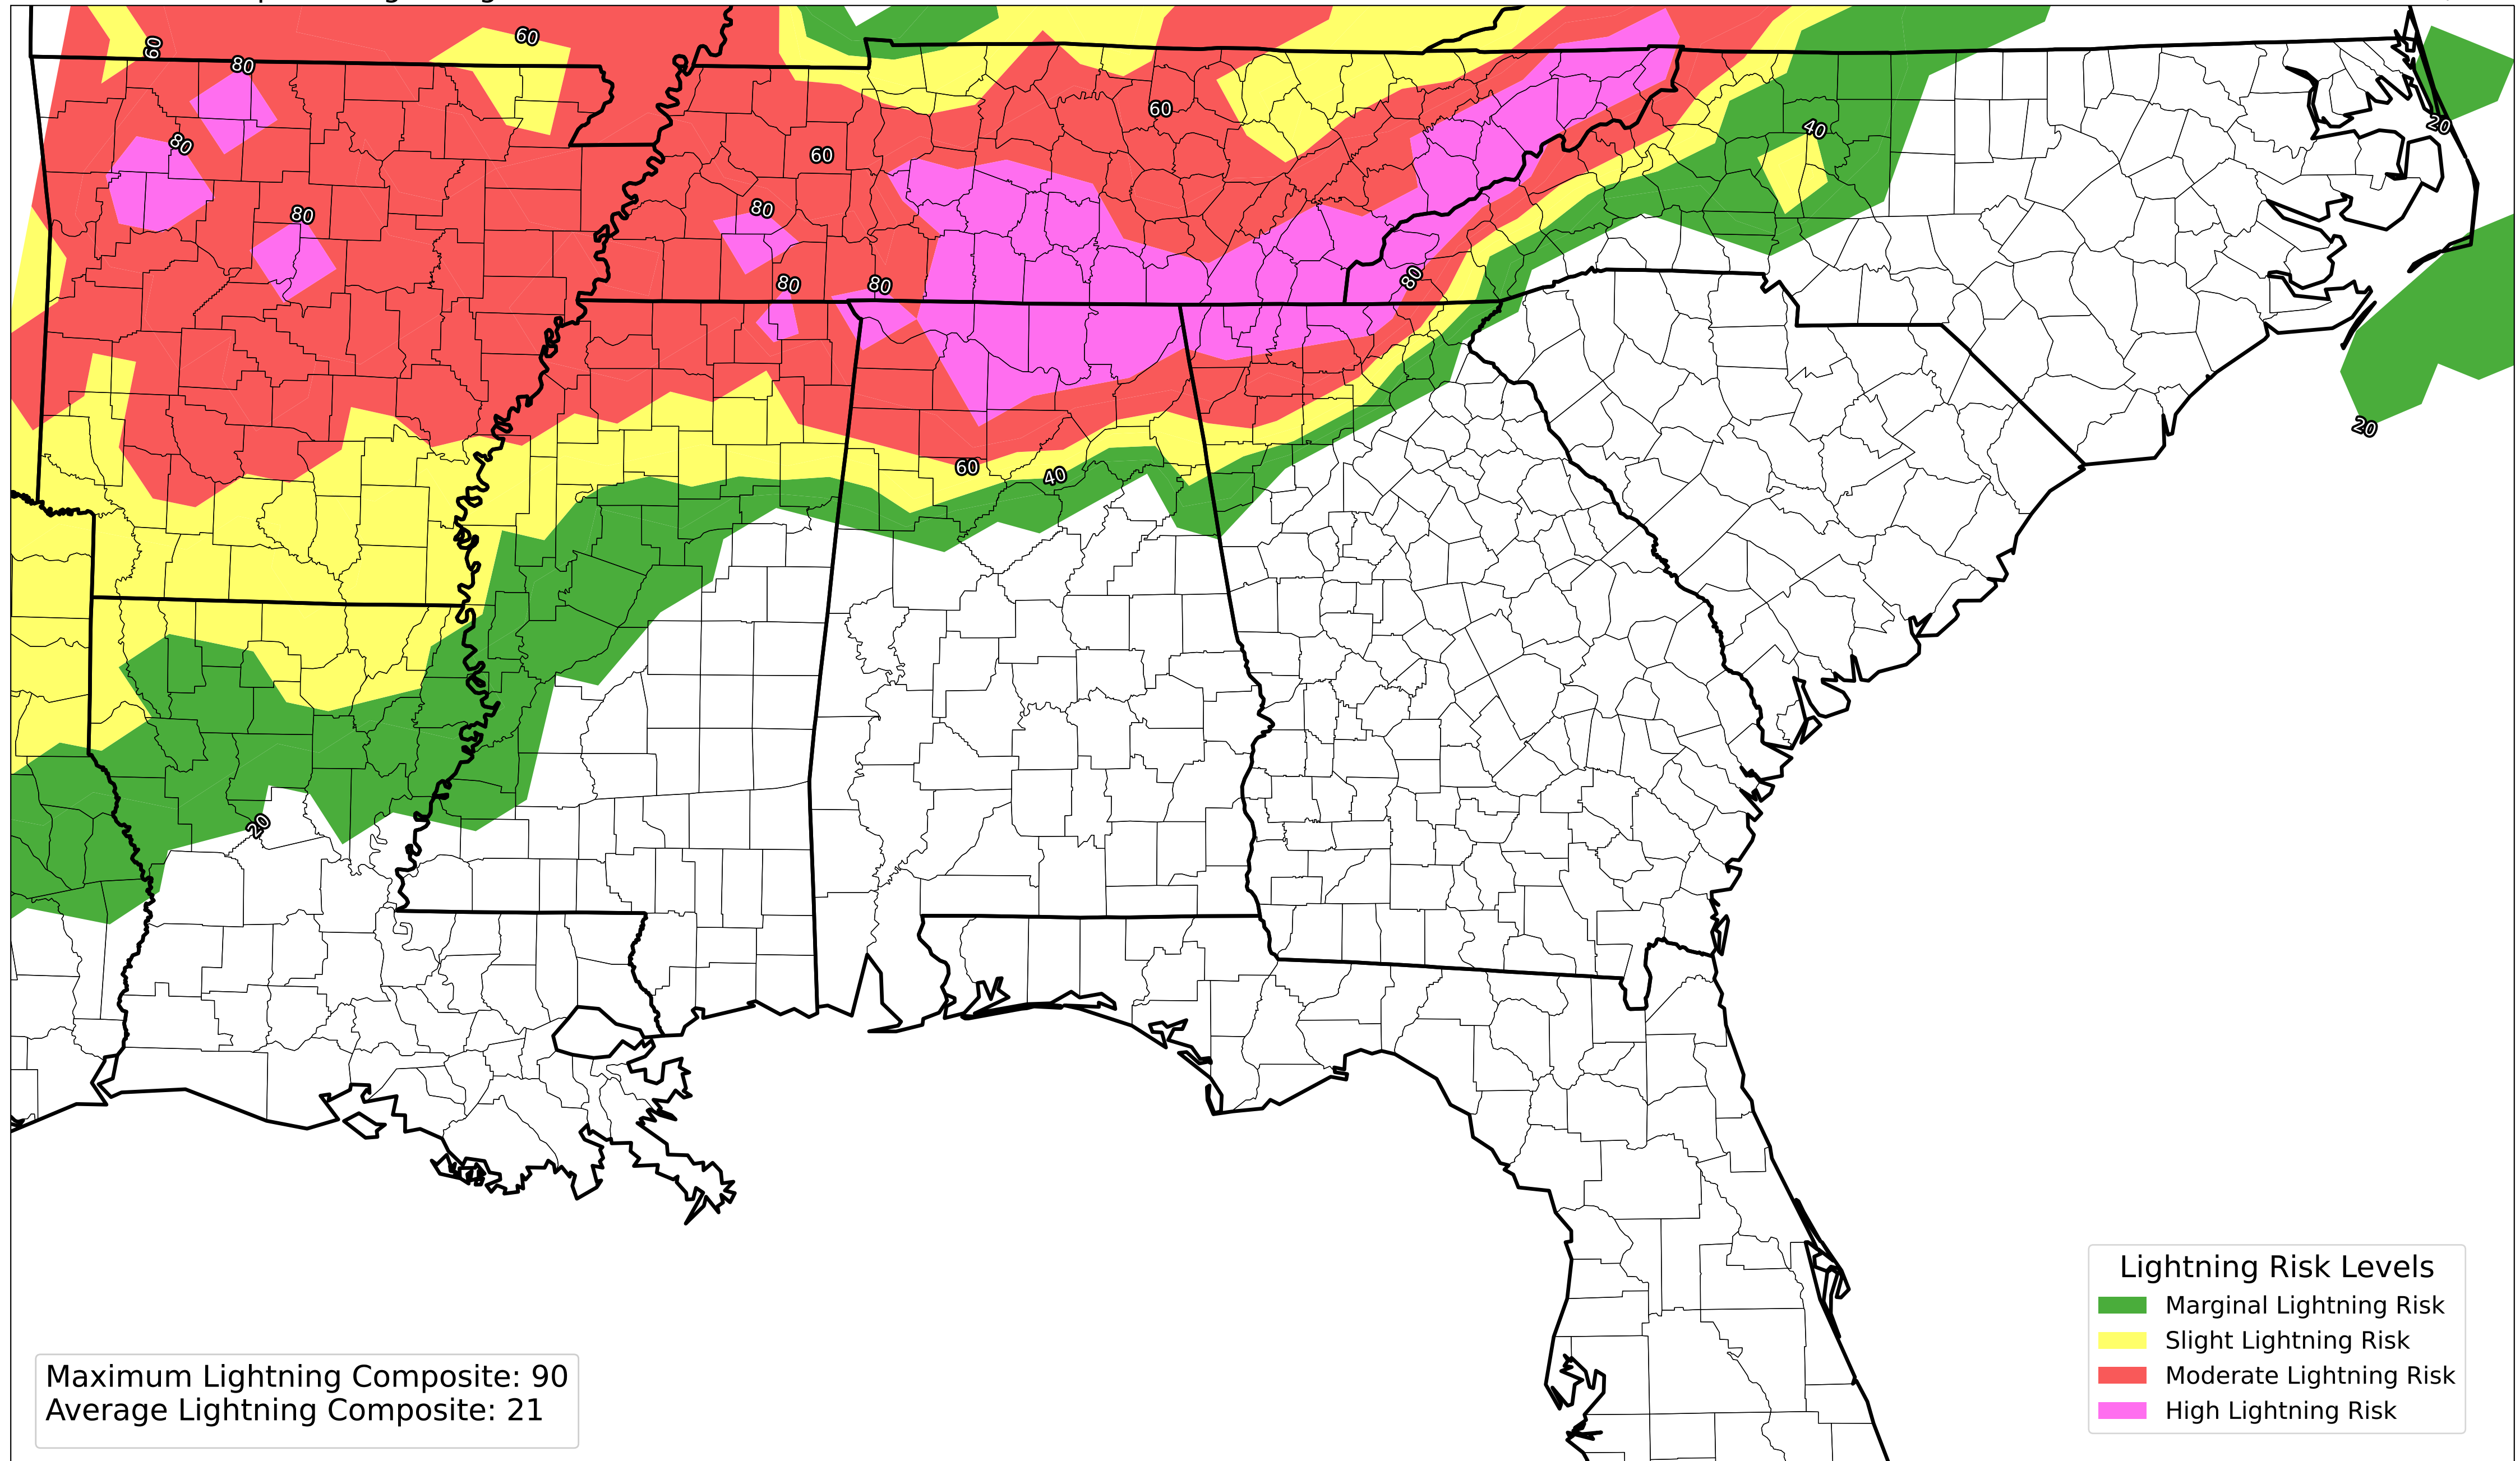 60
60
80
60
40
20
80
60
80
80
80
80
80
20
60
40
20
Lightning Risk Levels
Marginal Lightning Risk
Slight Lightning Risk
Moderate Lightning Risk
High Lightning Risk
Maximum Lightning Composite: 90
Average Lightning Composite: 21